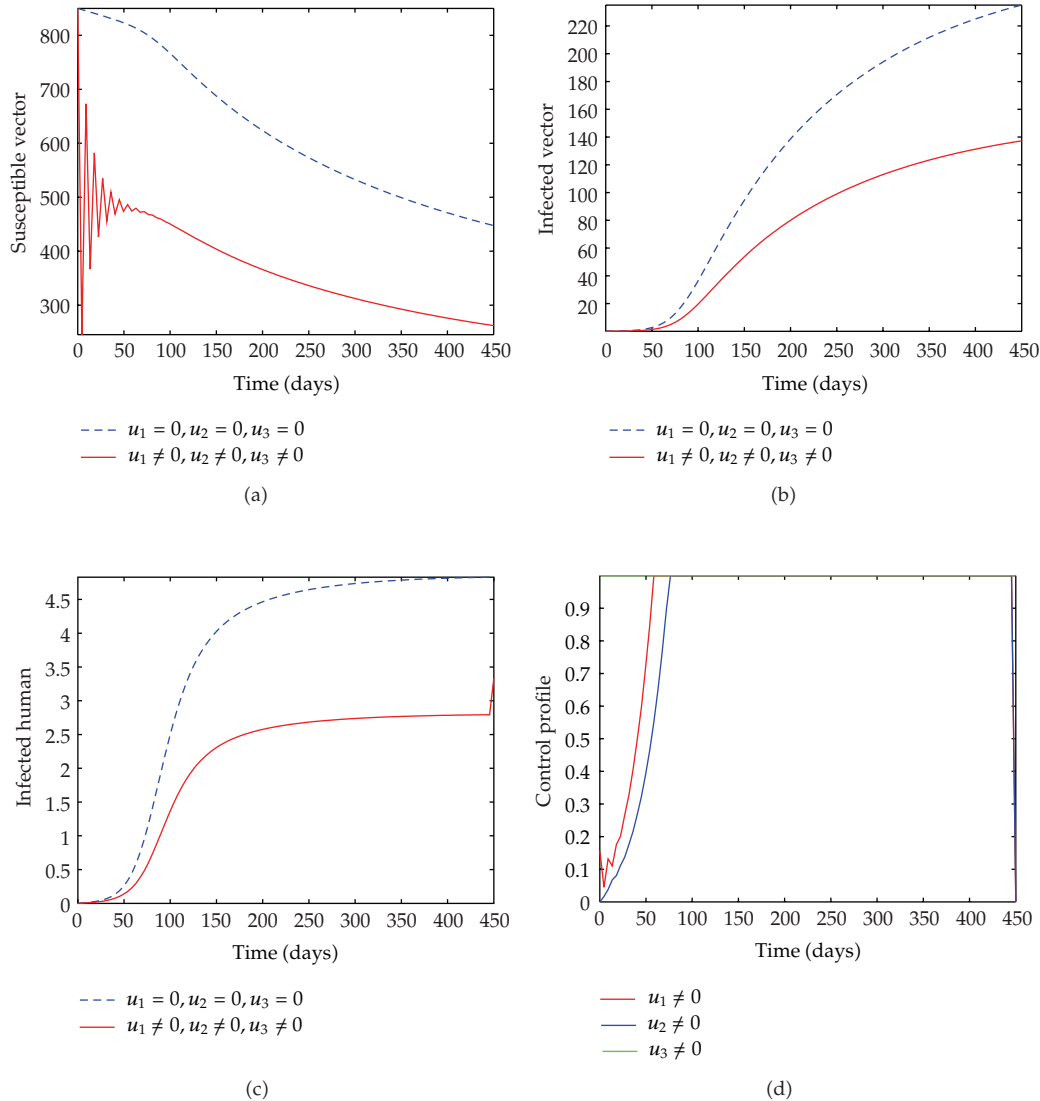 800
700
600
500
400
300
Susceptible vector
0 50 100 150 200 250 300 350 400 450
Time (days)
u1 = 0, u2 = 0, u3 = 0
u1 ≠ 0, u2 ≠ 0, u3 ≠ 0
(a)
220
200
180
160
140
120
100
80
60
40
20
Infected vector
0 50 100 150 200 250 300 350 400 450
Time (days)
u1 = 0, u2 = 0, u3 = 0
u1 ≠ 0, u2 ≠ 0, u3 ≠ 0
(b)
4.5
4
3.5
3
2.5
2
1.5
1
0.5
0
Infected human
0 50 100 150 200 250 300 350 400 450
Time (days)
u1 = 0, u2 = 0, u3 = 0
u1 ≠ 0, u2 ≠ 0, u3 ≠ 0
(c)
0.9
0.8
0.7
0.6
0.5
0.4
0.3
0.2
0.1
0
Control profile
0 50 100 150 200 250 300 350 400 450
Time (days)
u1 ≠ 0
u2 ≠ 0
u3 ≠ 0
(d)